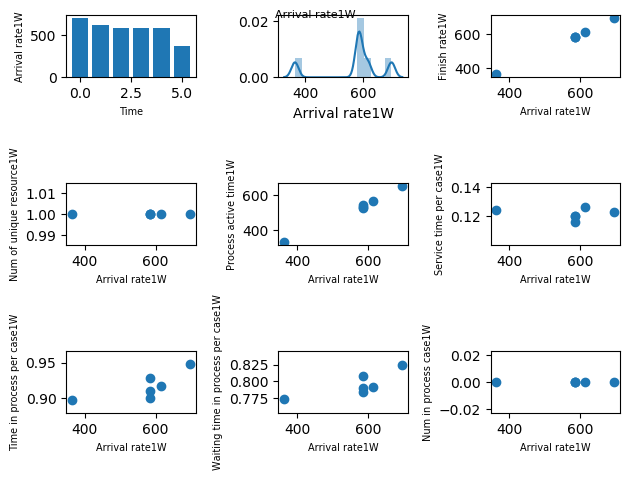 Arrival rate1W
500
0
0.0
2.5
5.0
Time
Arrival rate1W
0.02
0.00
400
600
Arrival rate1W
Finish rate1W
600
400
400
600
Arrival rate1W
Num of unique resource1W
1.01
1.00
0.99
400
600
Arrival rate1W
Process active time1W
600
400
400
600
Arrival rate1W
Service time per case1W
0.14
0.12
400
600
Arrival rate1W
Time in process per case1W
0.95
0.90
400
600
Arrival rate1W
Waiting time in process per case1W
0.825
0.800
0.775
400
600
Arrival rate1W
Num in process case1W
0.02
0.00
−0.02
400
600
Arrival rate1W